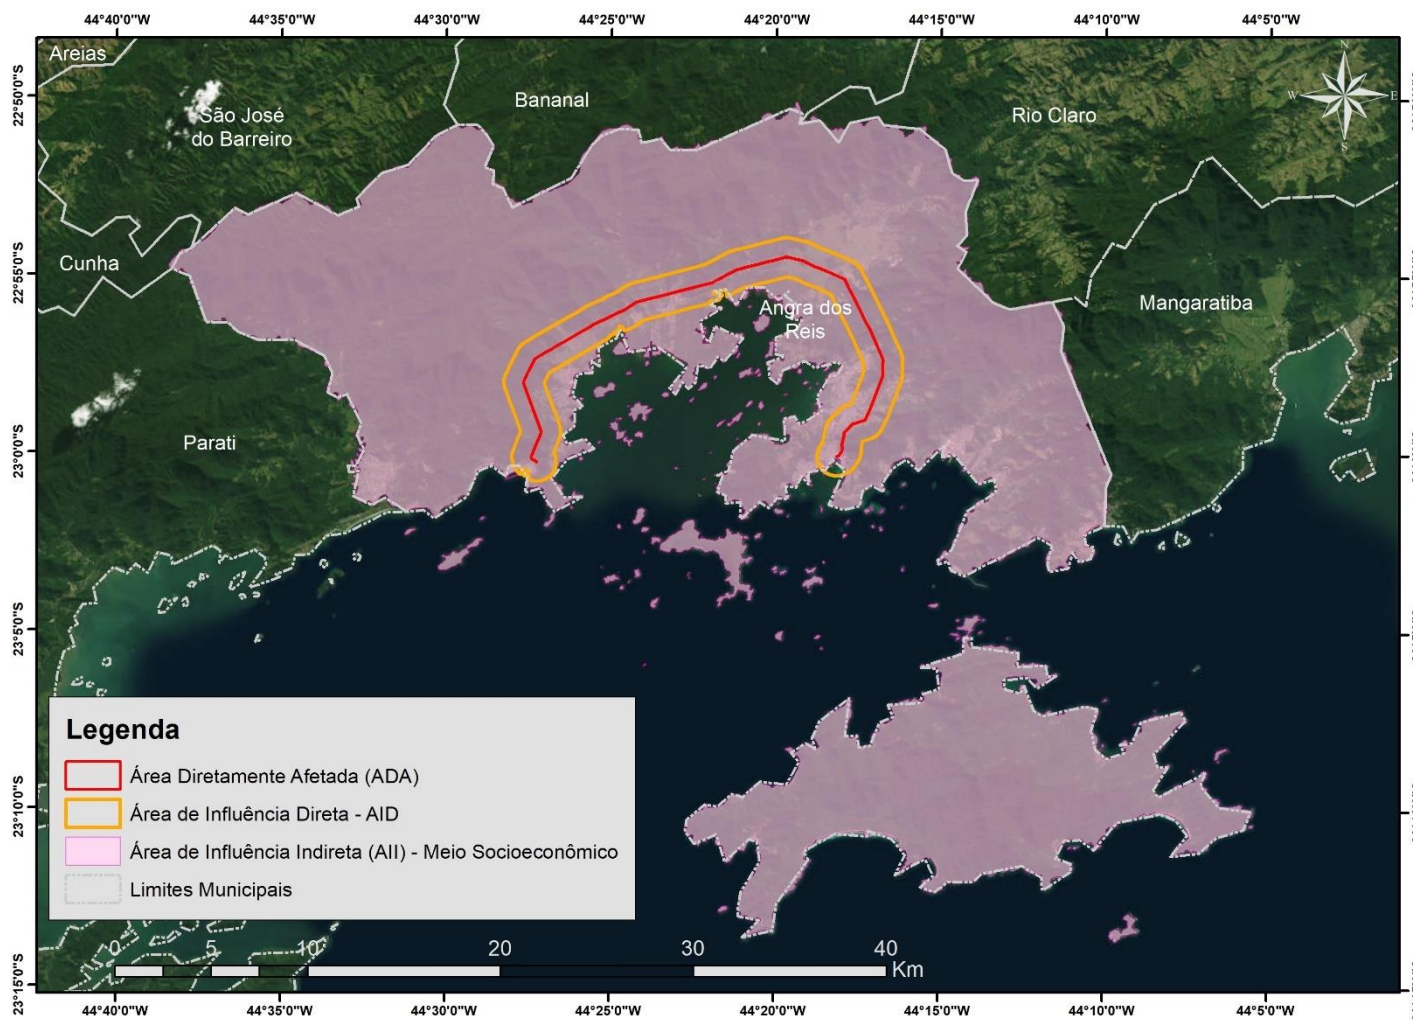 44°40'0"W 44°35'0"W 44°30'0"W 44°25'0"W 44°20'0"W 44°15'0"W 44°10'0"W 44°5'0"W
N
W E
S
22°50'0"S
22°55'0"S
23°0'0"S
23°5'0"S
23°10'0"S
23°15'0"S
Areias
São José
do Barreiro
Bananal
Rio Claro
Cunha
Mangaratiba
Angra dos
Reis
Parati
Legenda
Área Diretamente Afetada (ADA)
Área de Influência Direta - AID
Área de Influência Indireta (AII) - Meio Socioeconômico
Limites Municipais
0 5 10 20 30 40
Km
44°40'0"W 44°35'0"W 44°30'0"W 44°25'0"W 44°20'0"W 44°15'0"W 44°10'0"W 44°5'0"W